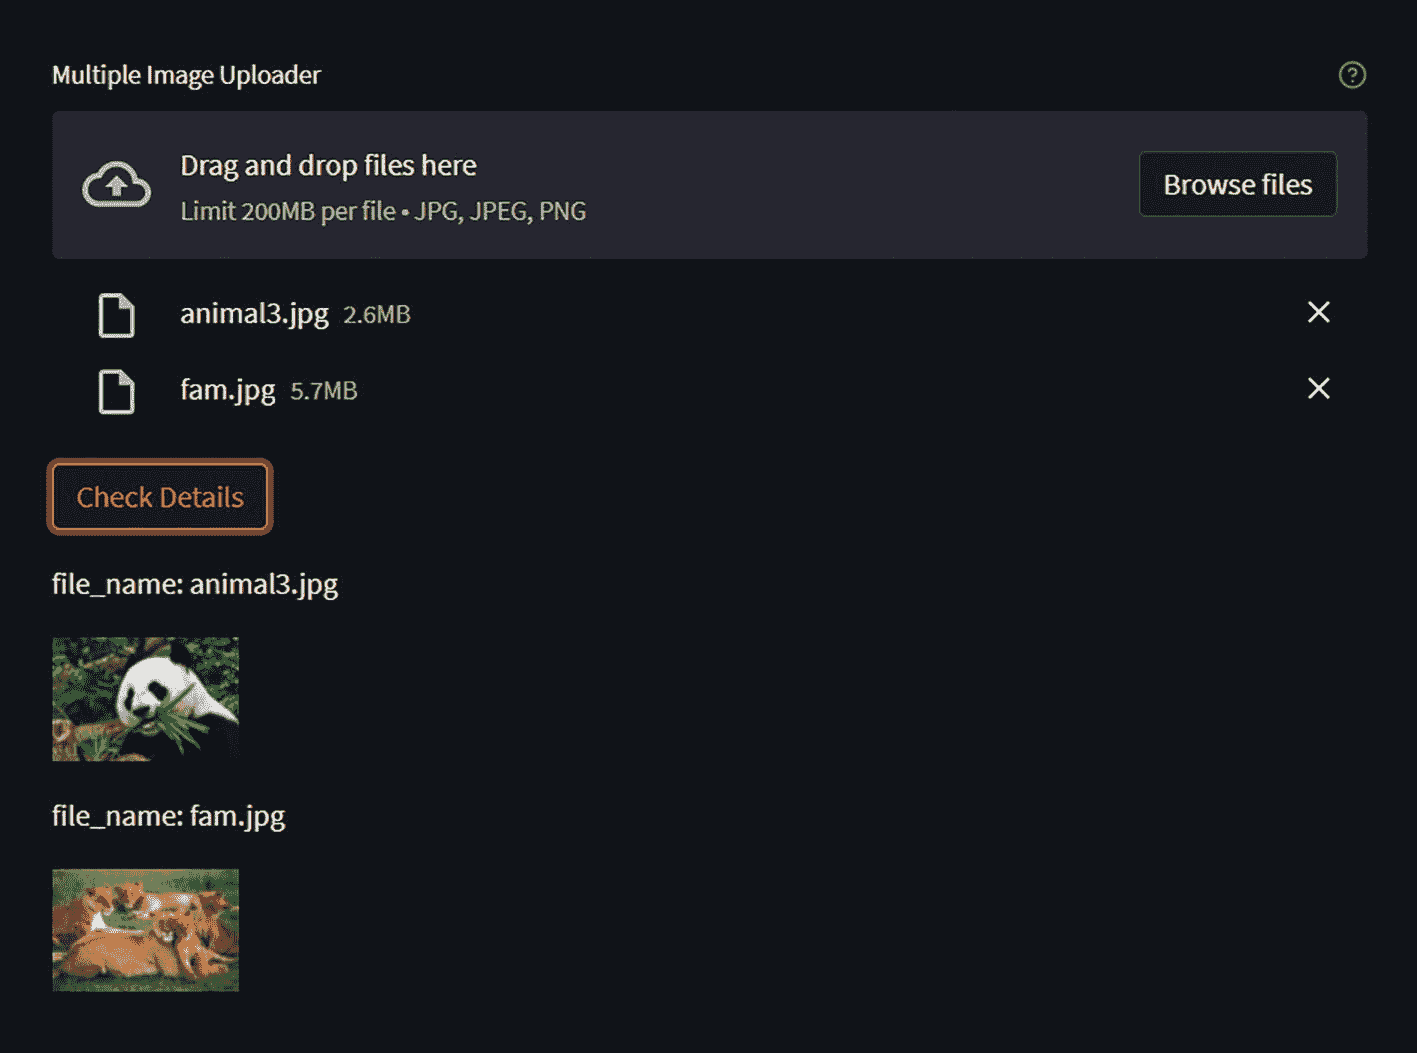 Multiple Image Uploader
Drag and drop files here
Limit 200MB per file • JPG, JPEG, PNG
Browse files
animal3.jpg 2.6MB
fam.jpg 5.7MB
Check Details
file_name: animal3.jpg
file_name: fam.jpg